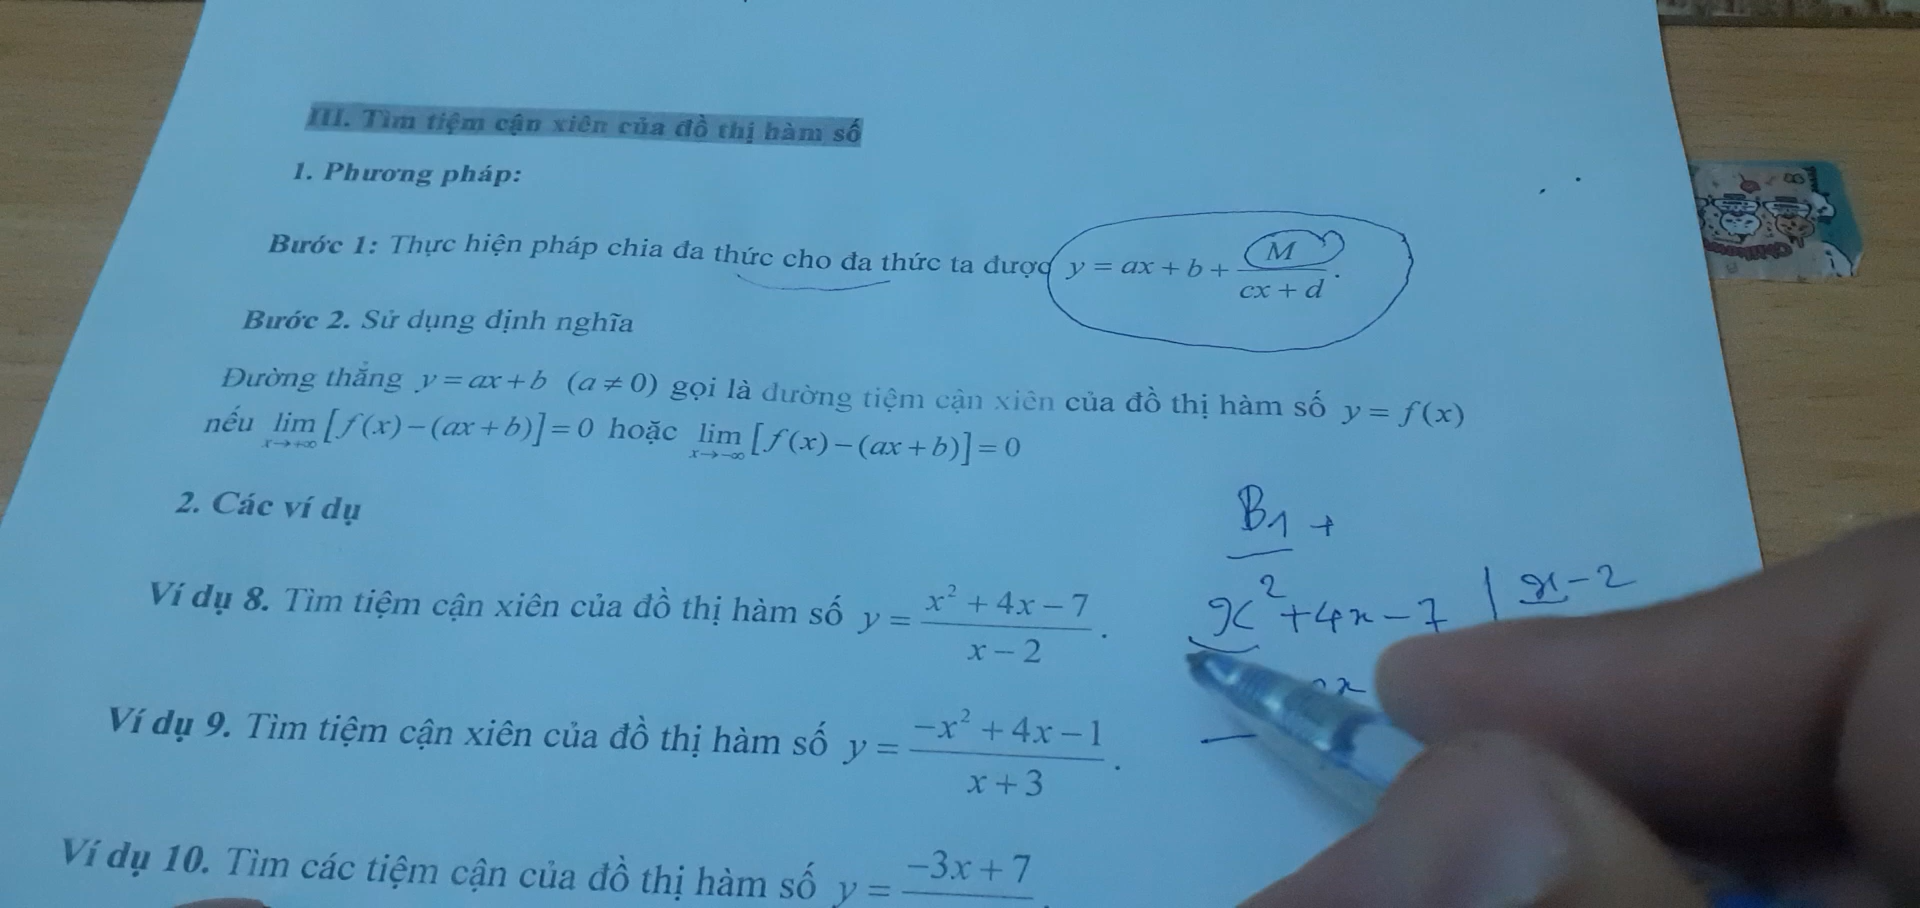 III. Tìm tiệm cận xiên của đồ thị hàm số
1. Phương pháp:
Bước 1: Thực hiện pháp chia đa thức cho đa thức ta được y = ax + b + M/(cx + d).
Bước 2. Sử dụng định nghĩa
Đường thẳng y = ax + b (a ≠ 0) gọi là đường tiệm cận xiên của đồ thị hàm số y = f(x)
nếu lim x→+∞ [f(x) − (ax + b)] = 0 hoặc lim x→−∞ [f(x) − (ax + b)] = 0
2. Các ví dụ
B1 +
Ví dụ 8. Tìm tiệm cận xiên của đồ thị hàm số y = (x² + 4x − 7)/(x − 2).
x² + 4x − 7 | x − 2
Ví dụ 9. Tìm tiệm cận xiên của đồ thị hàm số y = (−x² + 4x − 1)/(x + 3).
Ví dụ 10. Tìm các tiệm cận của đồ thị hàm số y = −3x + 7